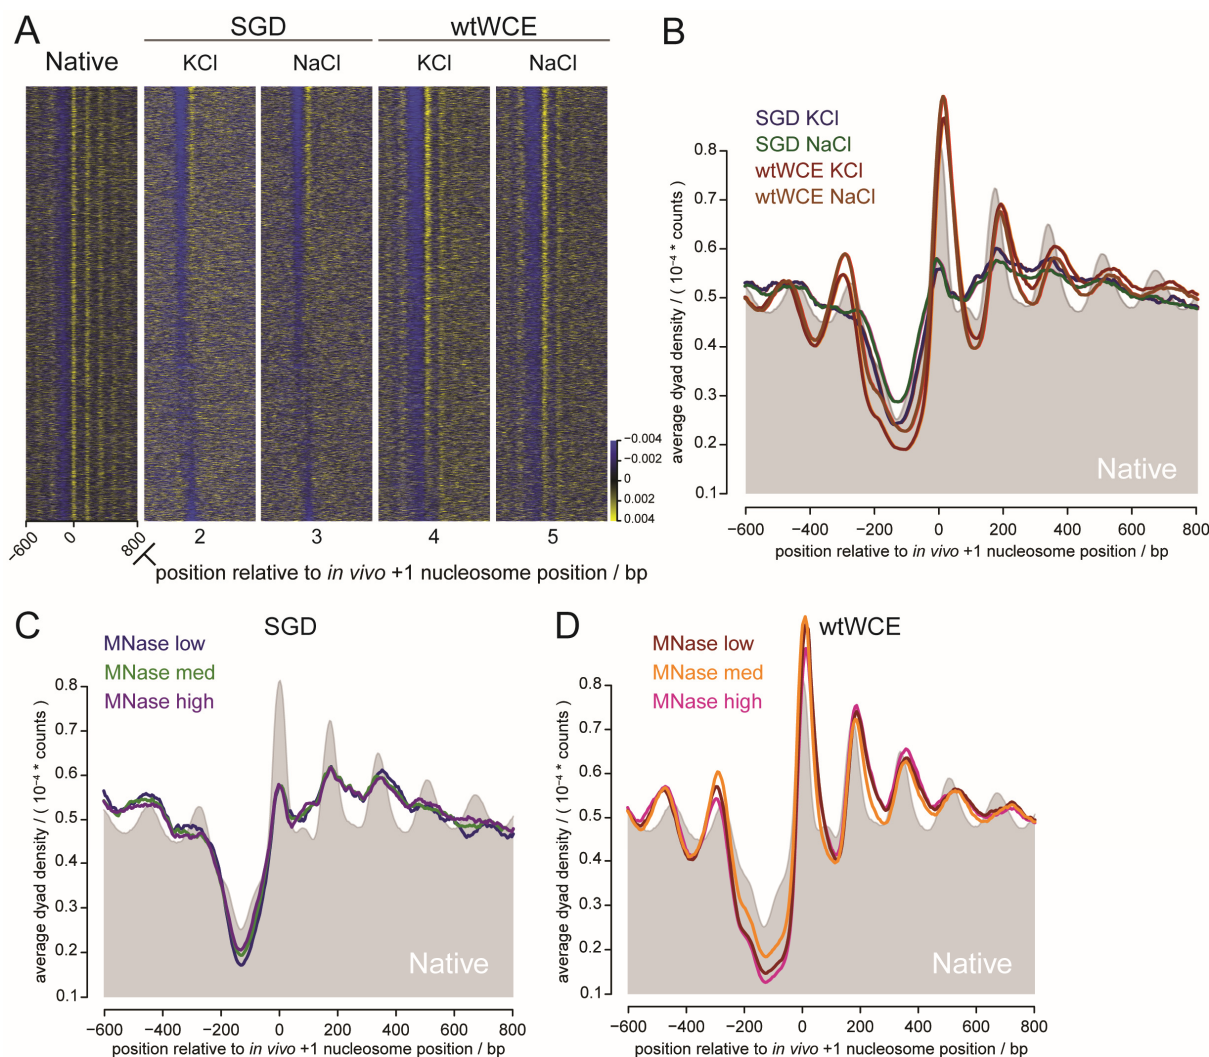 A
SGD
wtWCE
Native
KCl
NaCl
KCl
NaCl
−0.004
−0.002
0
0.002
0.004
−600
0
800
2
3
4
5
position relative to in vivo +1 nucleosome position / bp
B
SGD KCl
SGD NaCl
wtWCE KCl
wtWCE NaCl
average dyad density / ( 10⁻⁴ * counts )
0.8
0.7
0.6
0.5
0.4
0.3
0.2
0.1
Native
−600
−400
−200
0
200
400
600
800
position relative to in vivo +1 nucleosome position / bp
C
SGD
MNase low
MNase med
MNase high
average dyad density / ( 10⁻⁴ * counts )
0.8
0.7
0.6
0.5
0.4
0.3
0.2
0.1
Native
−600
−400
−200
0
200
400
600
800
position relative to in vivo +1 nucleosome position / bp
D
wtWCE
MNase low
MNase med
MNase high
average dyad density / ( 10⁻⁴ * counts )
0.8
0.7
0.6
0.5
0.4
0.3
0.2
0.1
Native
−600
−400
−200
0
200
400
600
800
position relative to in vivo +1 nucleosome position / bp